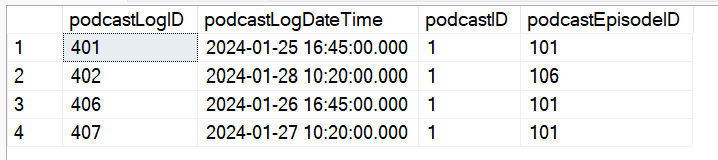 podcastLogID podcastLogDateTime podcastID podcastEpisodeID
1 401 2024-01-25 16:45:00.000 1 101
2 402 2024-01-28 10:20:00.000 1 106
3 406 2024-01-26 16:45:00.000 1 101
4 407 2024-01-27 10:20:00.000 1 101